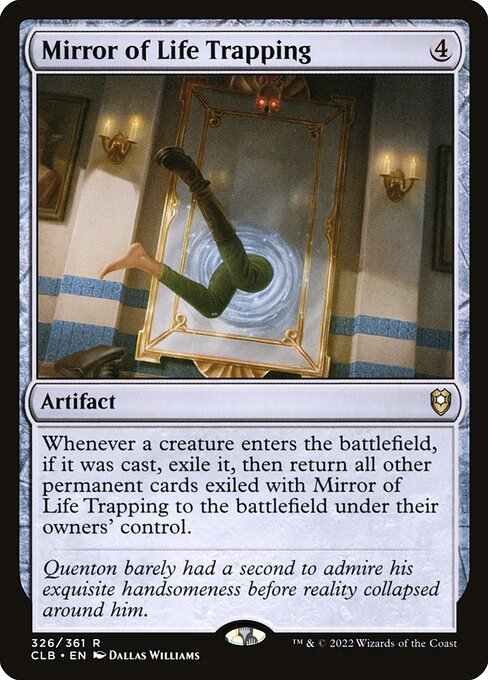 Mirror of Life Trapping 4
Artifact
Whenever a creature enters the battlefield,
if it was cast, exile it, then return all other
permanent cards exiled with Mirror of
Life Trapping to the battlefield under their
owners' control.
Quenton barely had a second to admire his
exquisite handsomeness before reality collapsed
around him.
326/361 R
CLB • EN DALLAS WILLIAMS
™ & © 2022 Wizards of the Coast